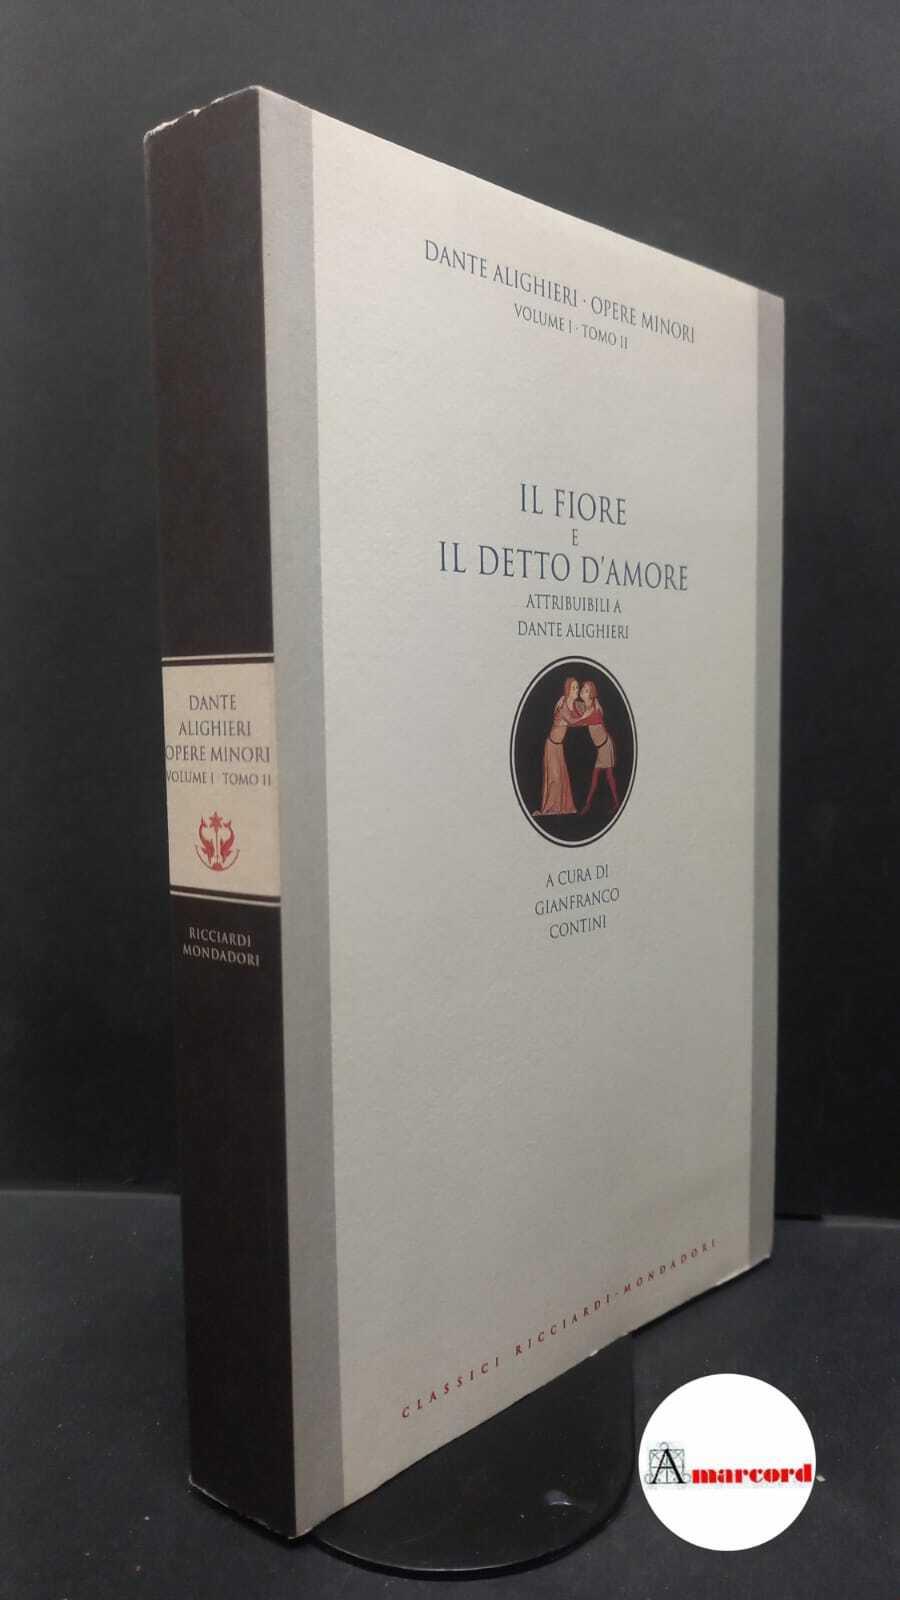 DANTE ALIGHIERI · OPERE MINORI
VOLUME I · TOMO II
IL FIORE
E
IL DETTO D'AMORE
ATTRIBUIBILI A
DANTE ALIGHIERI
A CURA DI
GIANFRANCO
CONTINI
CLASSICI RICCIARDI-MONDADORI
DANTE
ALIGHIERI
OPERE MINORI
VOLUME I · TOMO II
RICCIARDI
MONDADORI
Amarcord